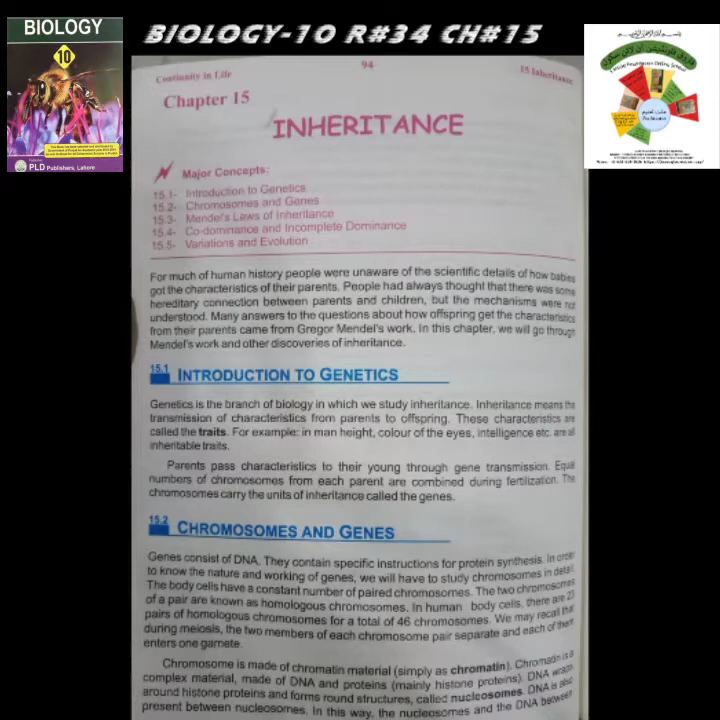 BIOLOGY-10 R#34 CH#15
BIOLOGY
10
PLD Publishers, Lahore
Continuity in Life
94
15 Inheritance
Chapter 15
INHERITANCE
Major Concepts:
15.1- Introduction to Genetics
15.2- Chromosomes and Genes
15.3- Mendel's Laws of Inheritance
15.4- Co-dominance and Incomplete Dominance
15.5- Variations and Evolution
For much of human history people were unaware of the scientific details of how babies
got the characteristics of their parents. People had always thought that there was some
hereditary connection between parents and children, but the mechanisms were not
understood. Many answers to the questions about how offspring get the characteristics
from their parents came from Gregor Mendel's work. In this chapter, we will go through
Mendel's work and other discoveries of inheritance.
15.1 INTRODUCTION TO GENETICS
Genetics is the branch of biology in which we study inheritance. Inheritance means the
transmission of characteristics from parents to offspring. These characteristics are
called the traits. For example: in man height, colour of the eyes, intelligence etc. are all
inheritable traits.
Parents pass characteristics to their young through gene transmission. Equal
numbers of chromosomes from each parent are combined during fertilization. The
chromosomes carry the units of inheritance called the genes.
15.2 CHROMOSOMES AND GENES
Genes consist of DNA. They contain specific instructions for protein synthesis. In order
to know the nature and working of genes, we will have to study chromosomes in detail.
The body cells have a constant number of paired chromosomes. The two chromosomes
of a pair are known as homologous chromosomes. In human body cells, there are 23
pairs of homologous chromosomes for a total of 46 chromosomes. We may recall that
during meiosis, the two members of each chromosome pair separate and each of them
enters one gamete.
Chromosome is made of chromatin material (simply as chromatin). Chromatin is a
complex material, made of DNA and proteins (mainly histone proteins). DNA wraps
around histone proteins and forms round structures, called nucleosomes. DNA is also
present between nucleosomes. In this way, the nucleosomes and the DNA between